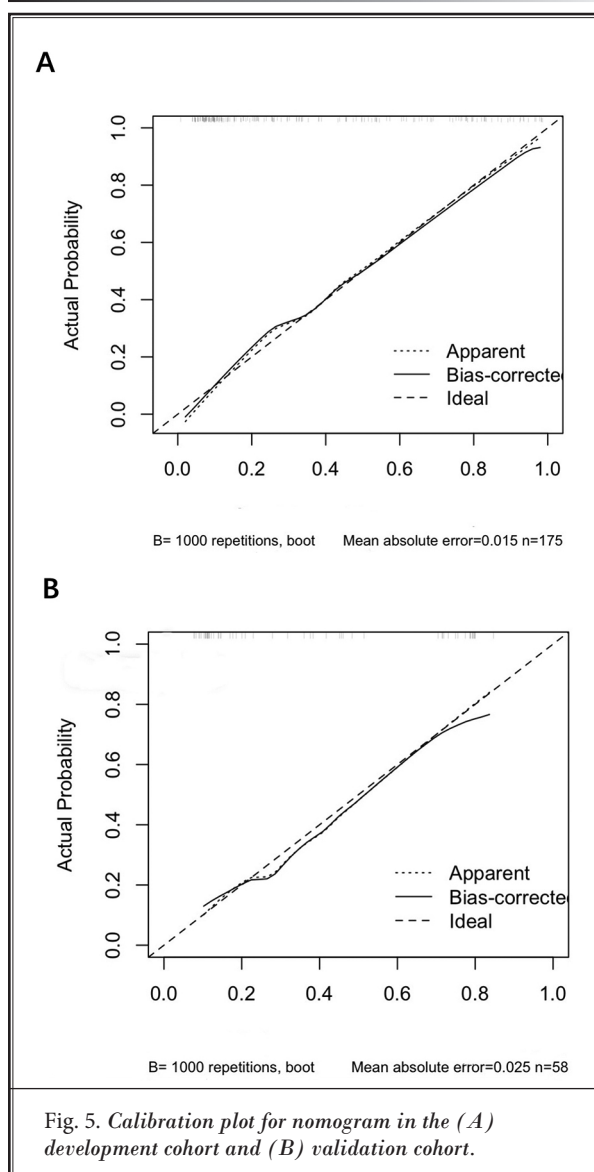 A
1.0
0.8
0.6
0.4
0.2
0.0
Actual Probability
Apparent
Bias-corrected
Ideal
0.0 0.2 0.4 0.6 0.8 1.0
B= 1000 repetitions, boot Mean absolute error=0.015 n=175
B
1.0
0.8
0.6
0.4
0.2
0.0
Actual Probability
Apparent
Bias-corrected
Ideal
0.0 0.2 0.4 0.6 0.8 1.0
B= 1000 repetitions, boot Mean absolute error=0.025 n=58
Fig. 5. Calibration plot for nomogram in the (A)
development cohort and (B) validation cohort.